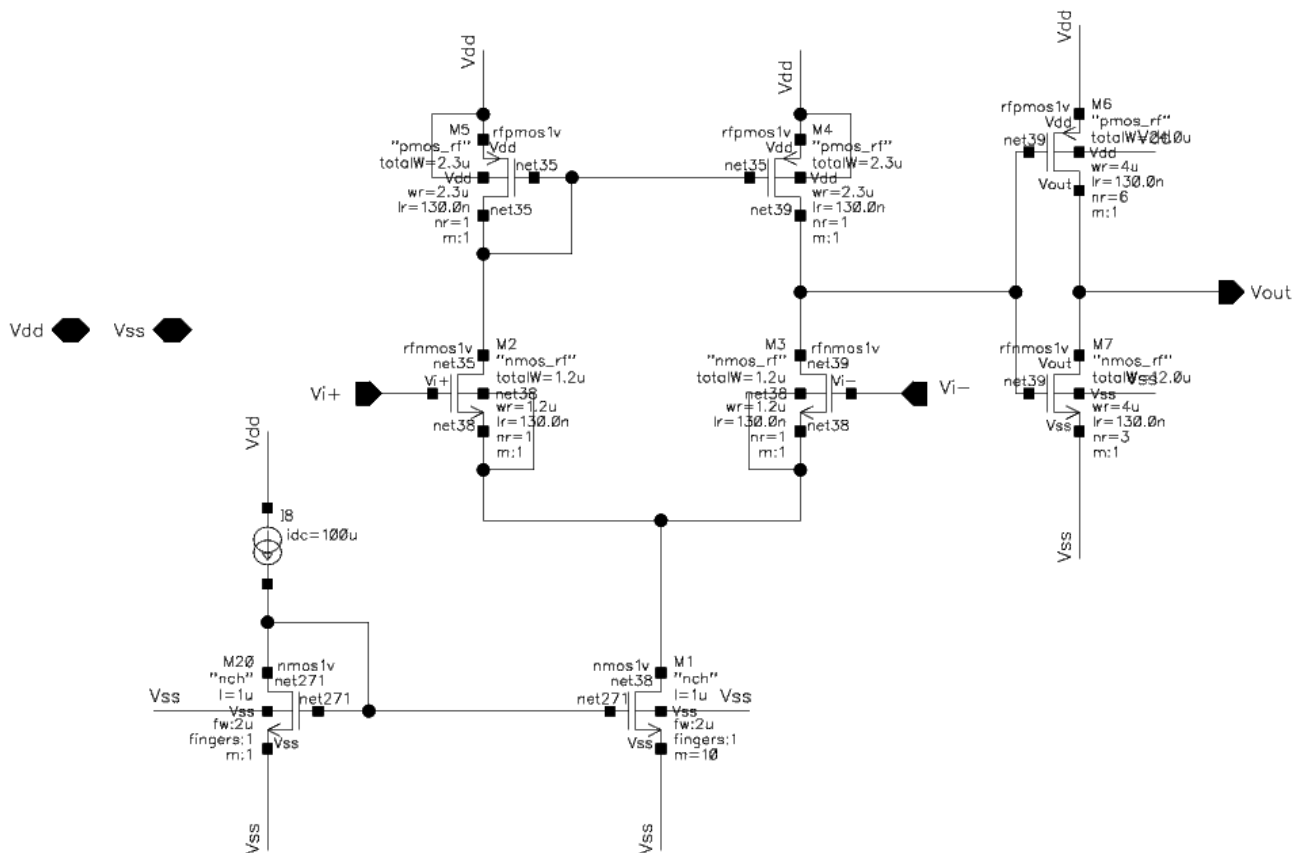 Vdd
Vdd
Vdd
M5
rfpmos1v
"pmos_rf"
Vdd
totalW=2.3u
net35
Vdd
wr=2.3u
lr=130.0n
net35
nr=1
m:1
rfpmos1v
M4
Vdd
"pmos_rf"
net35
totalW=2.3u
Vdd
wr=2.3u
lr=130.0n
net39
nr=1
m:1
rfpmos1v
M6
Vdd
"pmos_rf"
net39
Vdd
wr=4u
Vout
lr=130.0n
nr=6
m:1
Vout
Vdd
Vss
rfnmos1v
M2
net35
"nmos_rf"
Vi+
Vi+
totalW=1.2u
net38
wr=1.2u
lr=130.0n
net38
nr=1
m:1
M3
rfnmos1v
"nmos_rf"
net39
totalW=1.2u
Vi-
Vi-
net38
wr=1.2u
lr=130.0n
net38
nr=1
m:1
rfnmos1v
M7
Vout
"nmos_rf"
net39
totalW=12.0u
Vss
Vss
wr=4u
Vss
lr=130.0n
nr=3
m:1
Vss
Vdd
I8
idc=100u
M20
nmos1v
"nch"
net271
l=1u
net271
Vss
Vss
fw:2u
Vss
fingers:1
m:1
Vss
nmos1v
M1
net38
"nch"
net271
l=1u
Vss
Vss
fw:2u
Vss
fingers:1
m=10
Vss